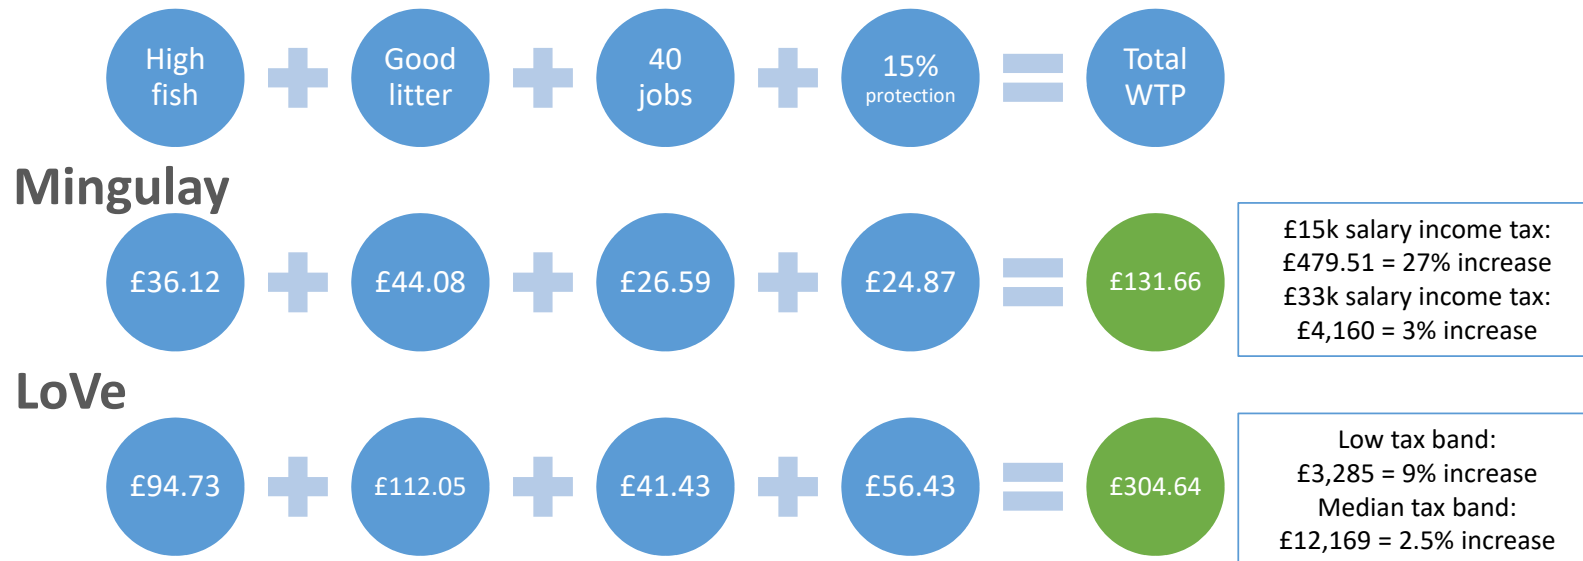 High
fish
Good
litter
40
jobs
15%
protection
Total
WTP
Mingulay
£36.12
£44.08
£26.59
£24.87
£131.66
£15k salary income tax:
£479.51 = 27% increase
£33k salary income tax:
£4,160 = 3% increase
LoVe
£94.73
£112.05
£41.43
£56.43
£304.64
Low tax band:
£3,285 = 9% increase
Median tax band:
£12,169 = 2.5% increase